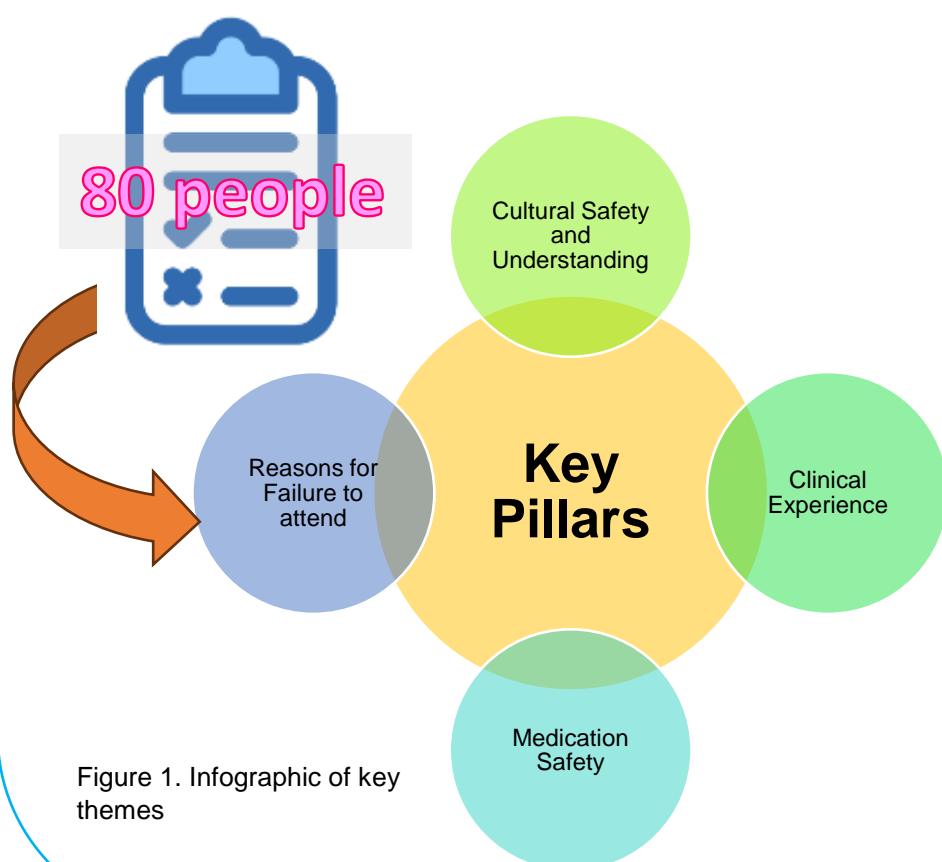 80 people
Cultural Safety
and
Understanding
Reasons for
Failure to
attend
Key
Pillars
Clinical
Experience
Medication
Safety
Figure 1. Infographic of key
themes